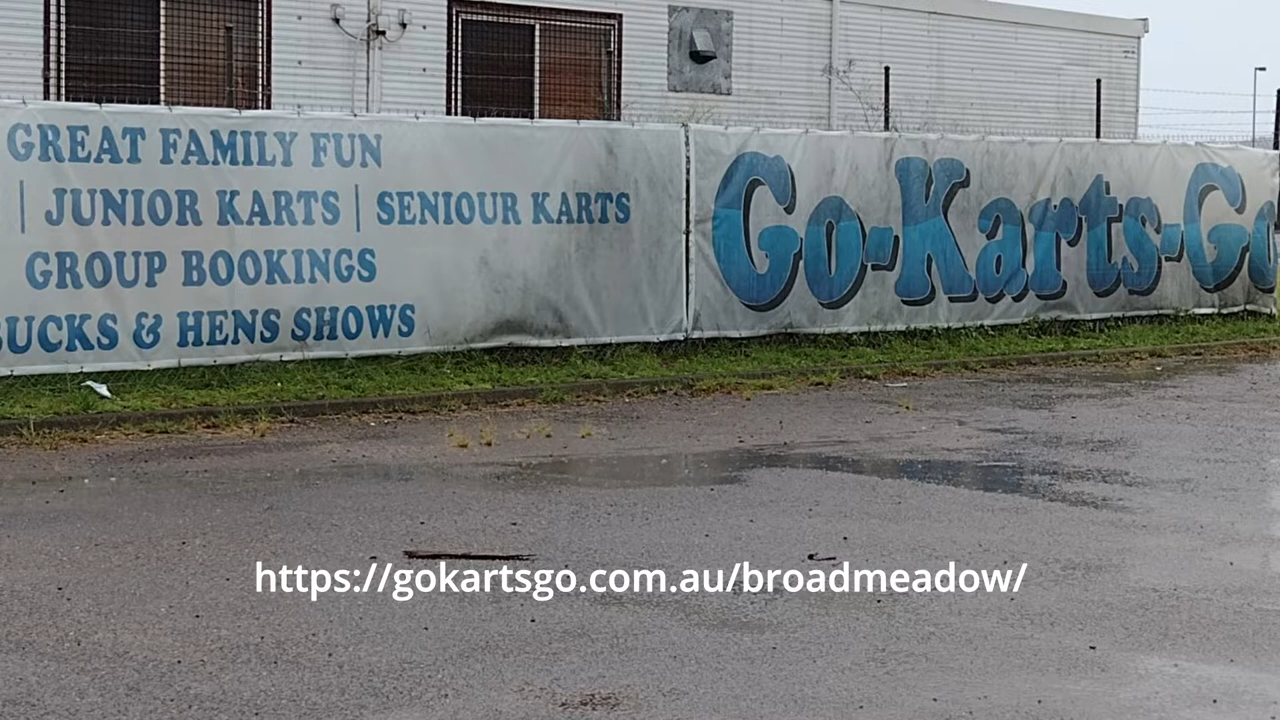 GREAT FAMILY FUN
| JUNIOR KARTS | SENIOUR KARTS
GROUP BOOKINGS
BUCKS & HENS SHOWS
Go-Karts-Go
https://gokartsgo.com.au/broadmeadow/